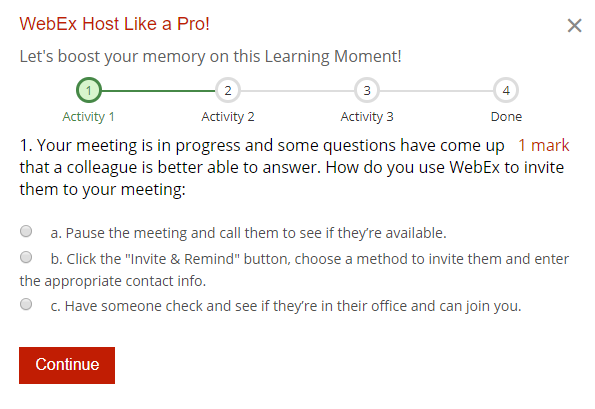 WebEx Host Like a Pro!
Let's boost your memory on this Learning Moment!
1 2 3 4
Activity 1 Activity 2 Activity 3 Done
1. Your meeting is in progress and some questions have come up 1 mark
that a colleague is better able to answer. How do you use WebEx to invite
them to your meeting:
a. Pause the meeting and call them to see if they’re available.
b. Click the "Invite & Remind" button, choose a method to invite them and enter
the appropriate contact info.
c. Have someone check and see if they’re in their office and can join you.
Continue